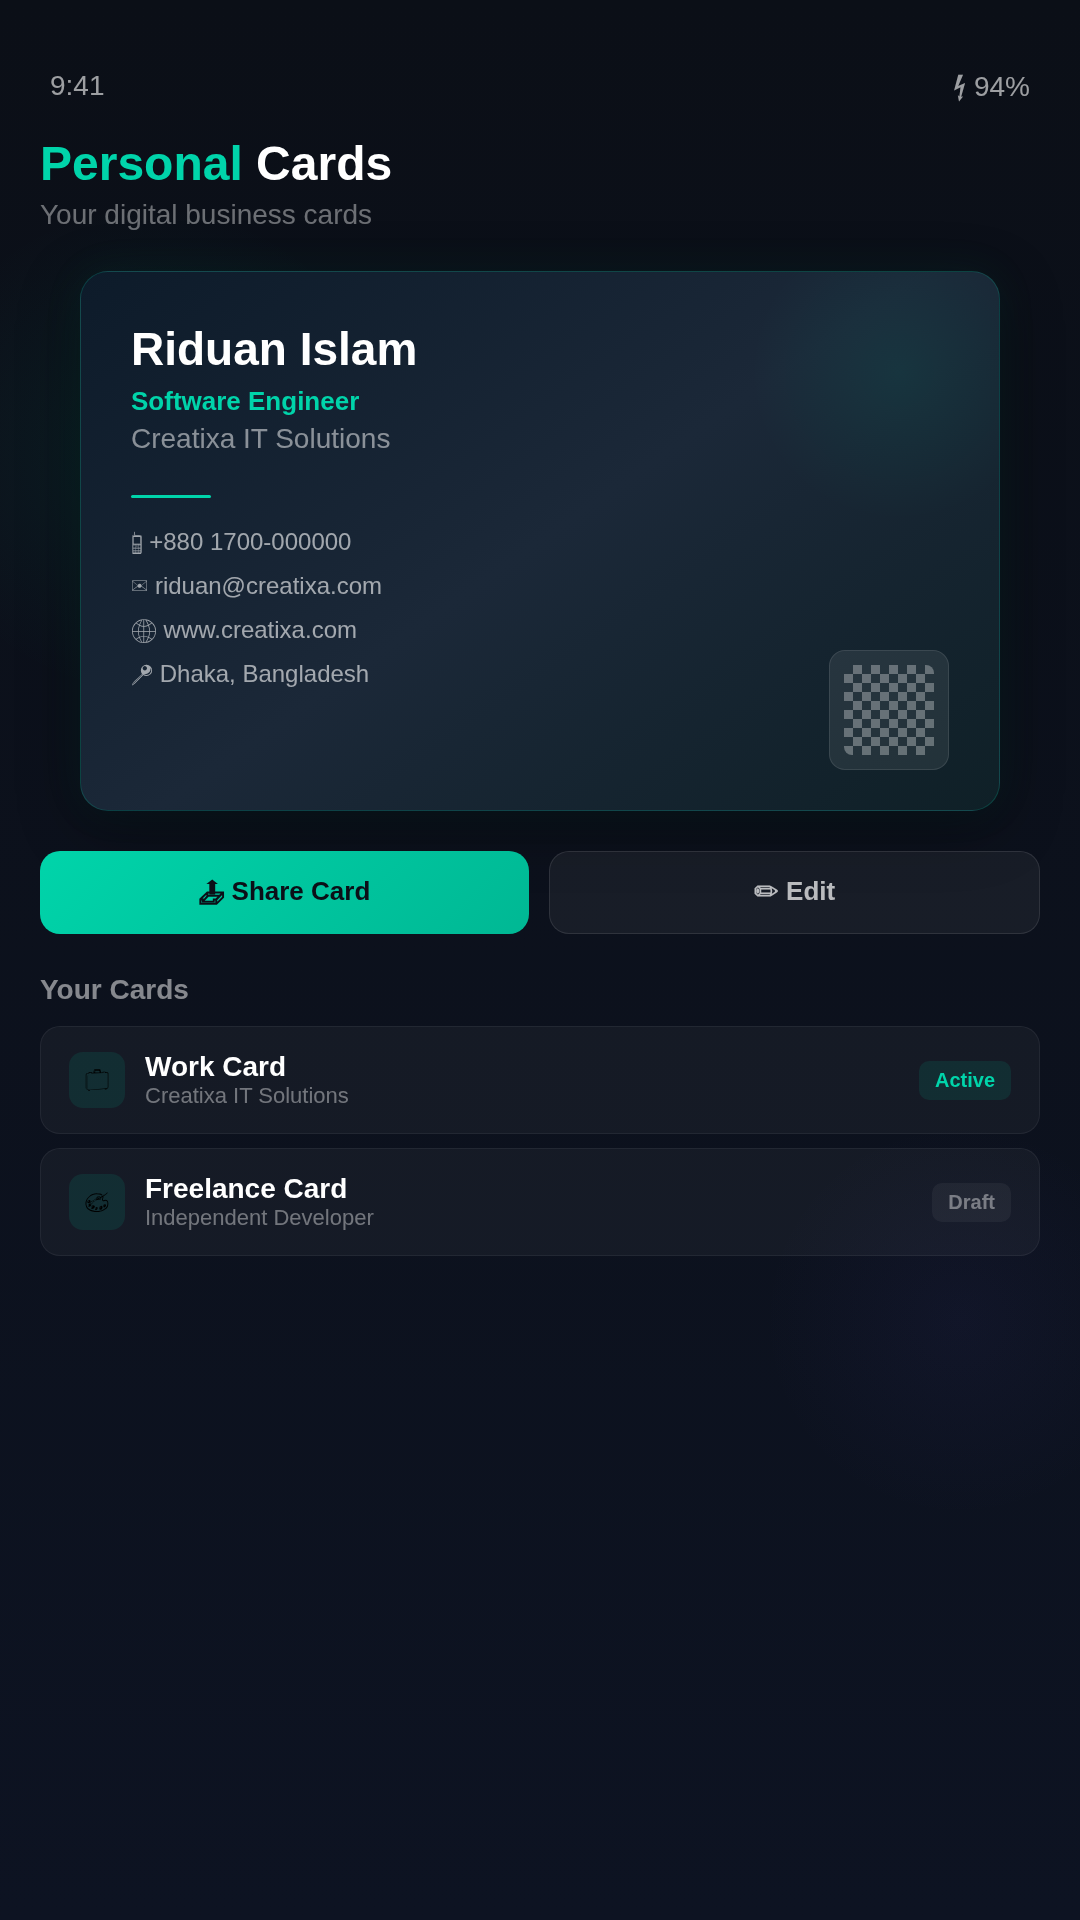 9:41
94%
Personal Cards
Your digital business cards
Riduan Islam
Software Engineer
Creatixa IT Solutions
+880 1700-000000
riduan@creatixa.com
www.creatixa.com
Dhaka, Bangladesh
Share Card
Edit
Your Cards
Work Card
Creatixa IT Solutions
Active
Freelance Card
Independent Developer
Draft